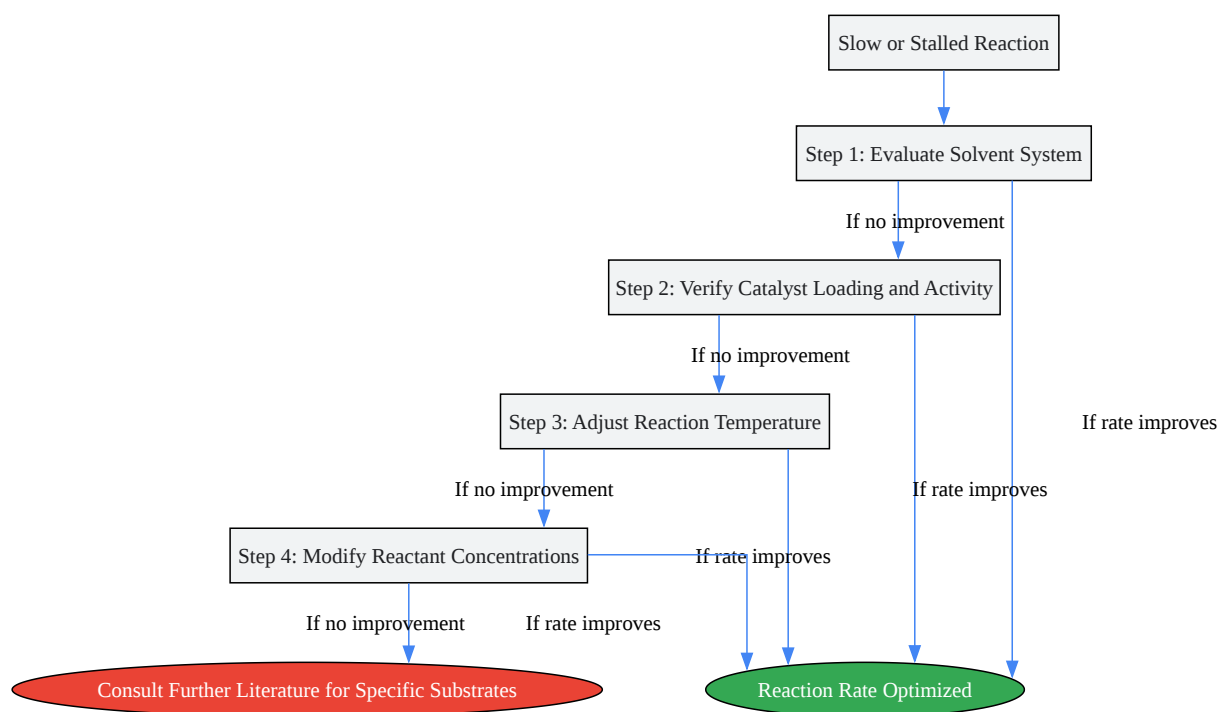 Slow or Stalled Reaction
Step 1: Evaluate Solvent System
If no improvement
Step 2: Verify Catalyst Loading and Activity
If no improvement
Step 3: Adjust Reaction Temperature
If rate improves
If no improvement
If rate improves
Step 4: Modify Reactant Concentrations
If rate improves
If no improvement
If rate improves
Consult Further Literature for Specific Substrates
Reaction Rate Optimized